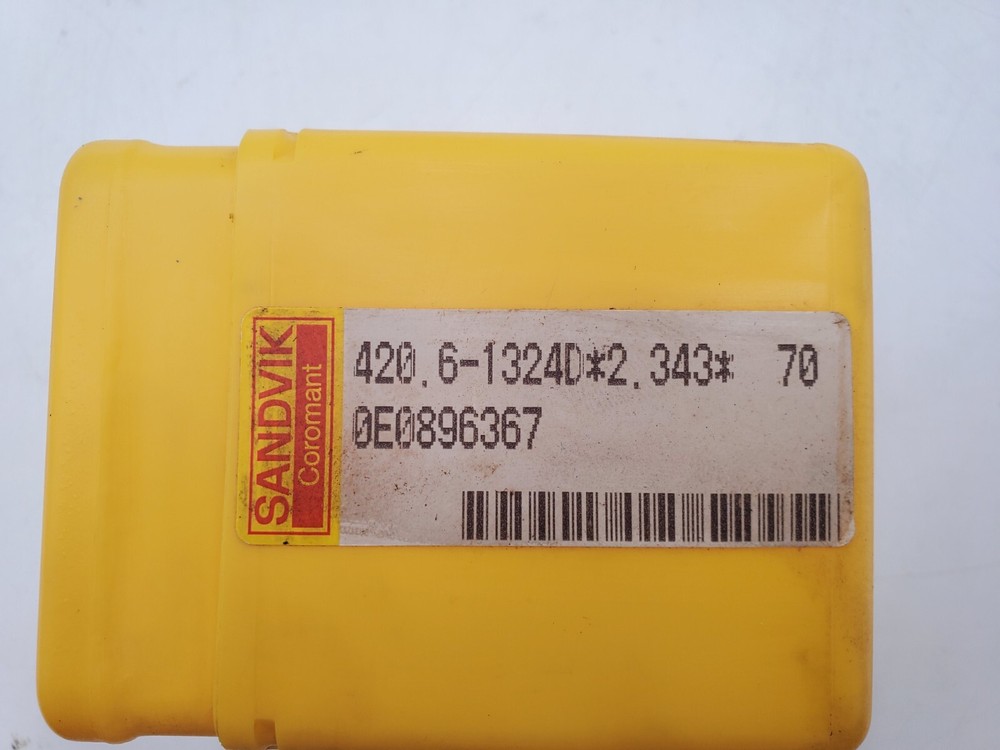 SANDVIK
Coromant
420.6-1324D*2.343* 70
0E0896367